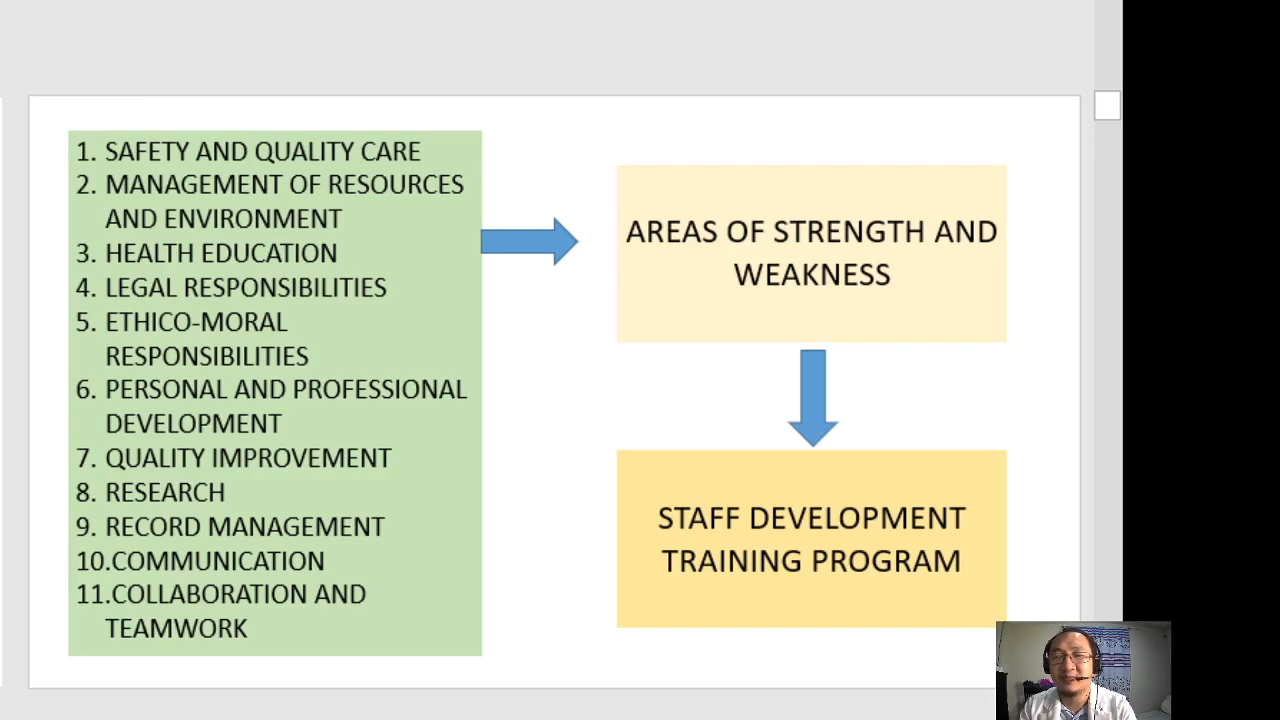 1. SAFETY AND QUALITY CARE
2. MANAGEMENT OF RESOURCES
AND ENVIRONMENT
3. HEALTH EDUCATION
4. LEGAL RESPONSIBILITIES
5. ETHICO-MORAL
RESPONSIBILITIES
6. PERSONAL AND PROFESSIONAL
DEVELOPMENT
7. QUALITY IMPROVEMENT
8. RESEARCH
9. RECORD MANAGEMENT
10.COMMUNICATION
11.COLLABORATION AND
TEAMWORK
AREAS OF STRENGTH AND
WEAKNESS
STAFF DEVELOPMENT
TRAINING PROGRAM